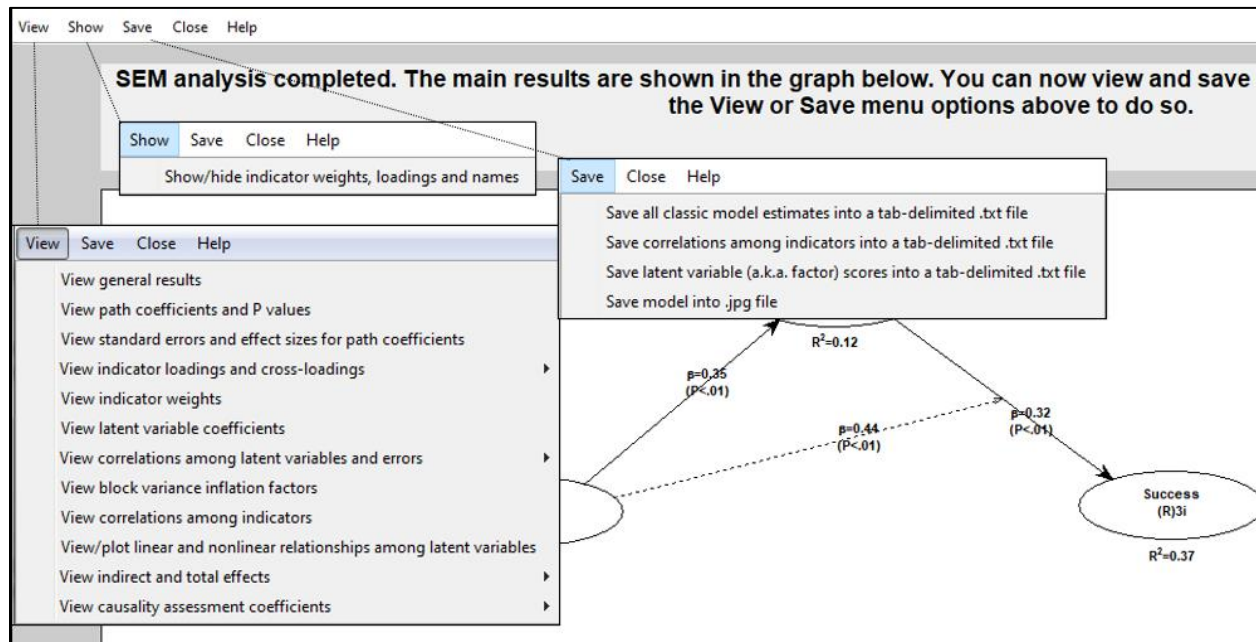 View Show Save Close Help
SEM analysis completed. The main results are shown in the graph below. You can now view and save
the View or Save menu options above to do so.
Show Save Close Help
Show/hide indicator weights, loadings and names
Save Close Help
Save all classic model estimates into a tab-delimited .txt file
Save correlations among indicators into a tab-delimited .txt file
Save latent variable (a.k.a. factor) scores into a tab-delimited .txt file
Save model into .jpg file
View Save Close Help
View general results
View path coefficients and P values
View standard errors and effect sizes for path coefficients
View indicator loadings and cross-loadings
View indicator weights
View latent variable coefficients
View correlations among latent variables and errors
View block variance inflation factors
View correlations among indicators
View/plot linear and nonlinear relationships among latent variables
View indirect and total effects
View causality assessment coefficients
R²=0.12
β=0.35
(P<.01)
β=0.44
(P<.01)
β=0.32
(P<.01)
Success
(R)3i
R²=0.37